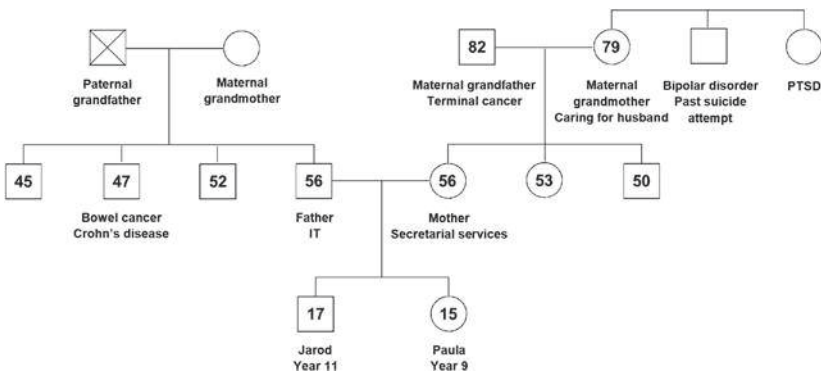 82
79
Paternal
grandfather
Maternal
grandmother
Maternal grandfather
Terminal cancer
Maternal
grandmother
Caring for husband
Bipolar disorder
Past suicide
attempt
PTSD
45
47
52
56
56
53
50
Bowel cancer
Crohn's disease
Father
IT
Mother
Secretarial services
17
15
Jarod
Year 11
Paula
Year 9